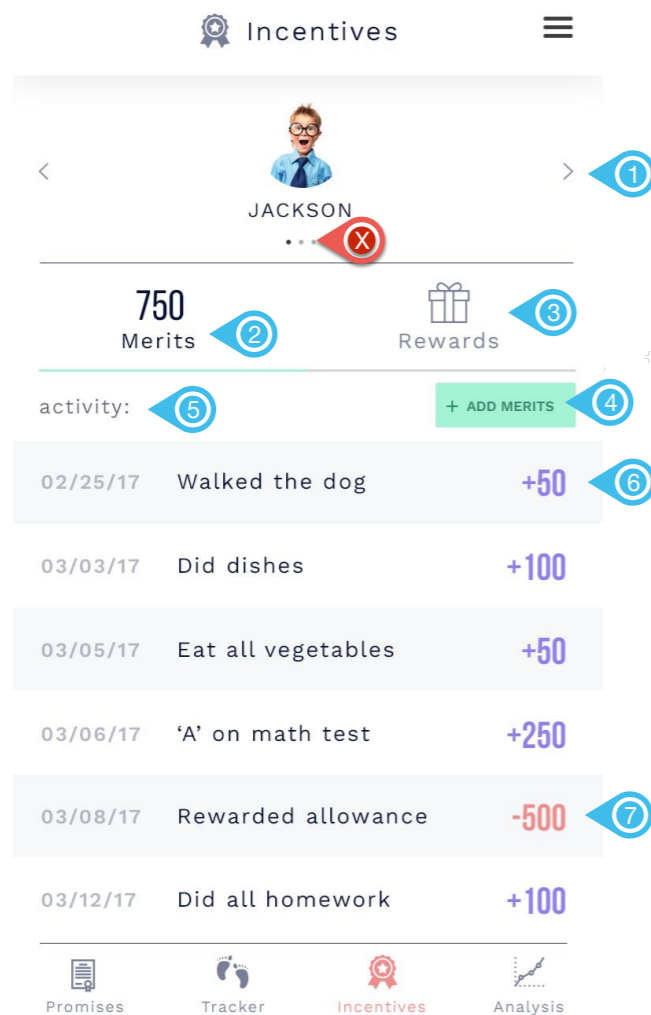 Incentives
1
JACKSON
X
750
Merits
2
3
Rewards
activity:
5
+ ADD MERITS
4
02/25/17 Walked the dog +50
6
03/03/17 Did dishes +100
03/05/17 Eat all vegetables +50
03/06/17 ‘A’ on math test +250
03/08/17 Rewarded allowance -500
7
03/12/17 Did all homework +100
Promises Tracker Incentives Analysis